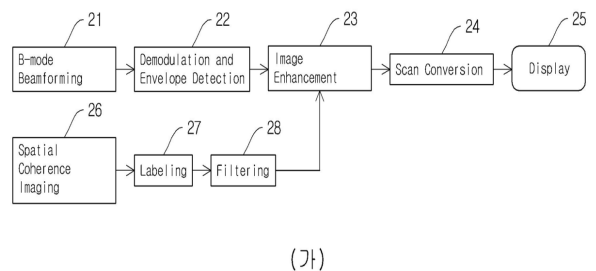 21
B-mode
Beamforming
22
Demodulation and
Envelope Detection
23
Image
Enhancement
24
Scan Conversion
25
Display
26
Spatial
Coherence
Imaging
27
Labeling
28
Filtering
(가)